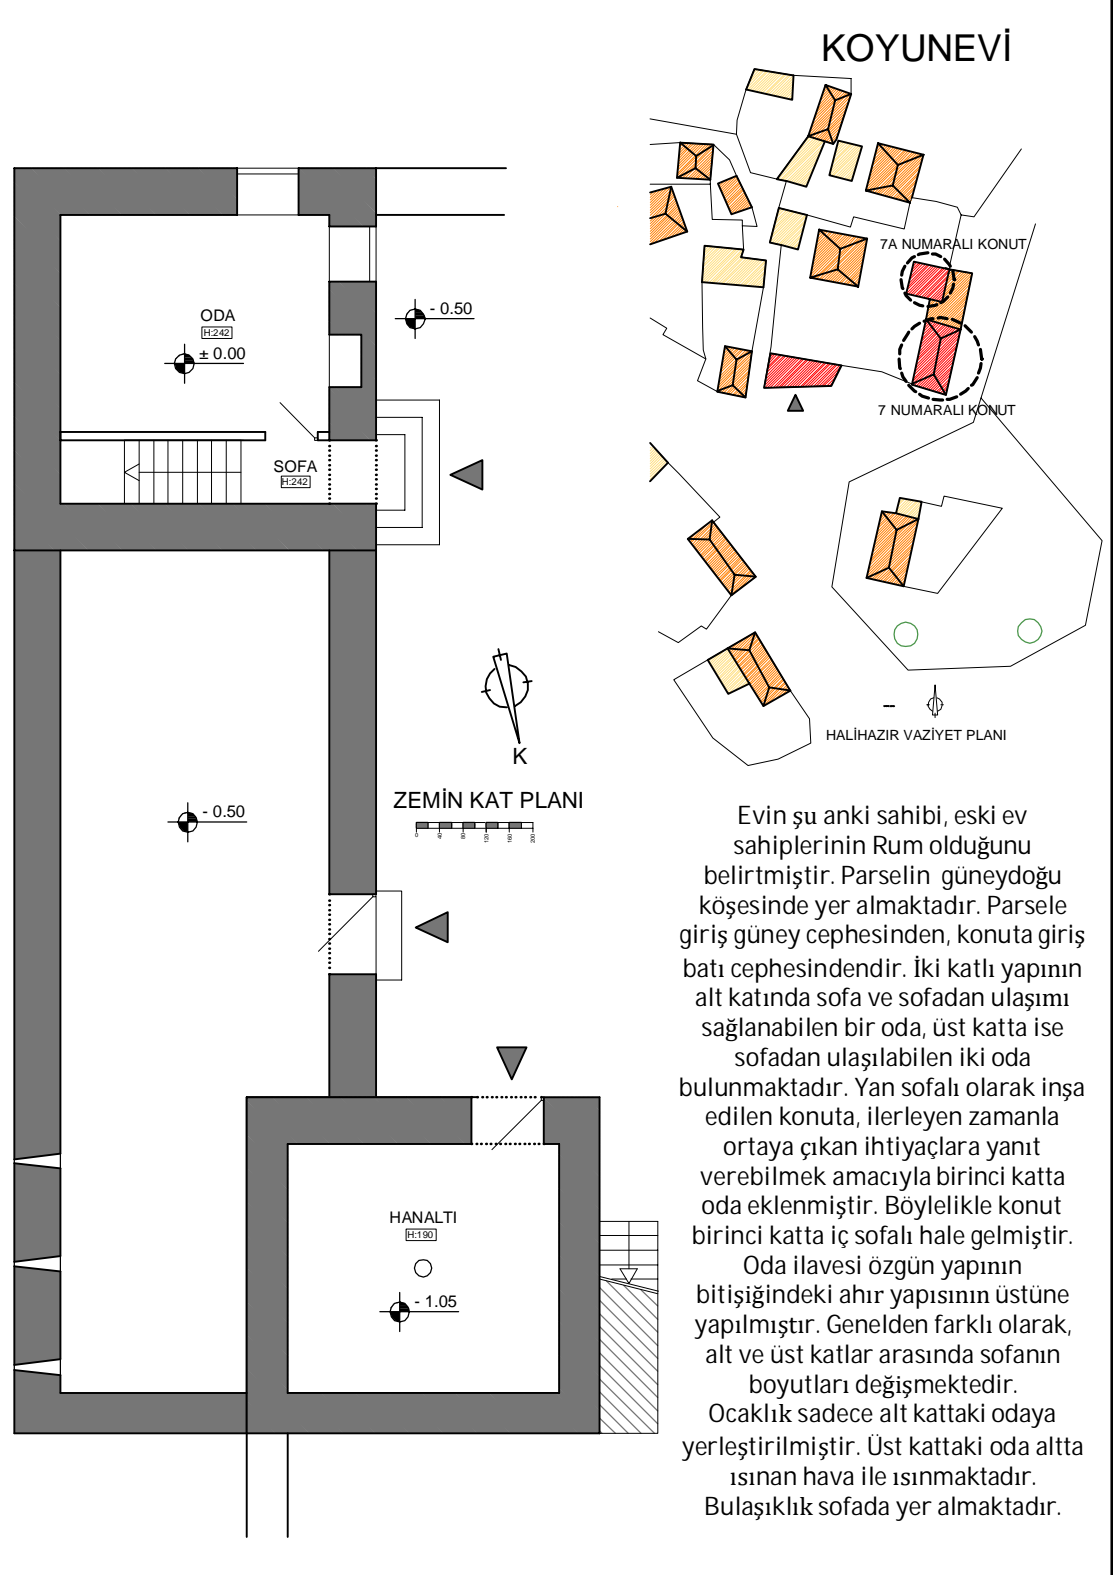 KOYUNEVİ
7A NUMARALI KONUT
7 NUMARALI KONUT
HALİHAZIR VAZİYET PLANI
ODA
H:242
± 0.00
- 0.50
SOFA
H:242
- 0.50
K
ZEMİN KAT PLANI
0 40 80 120 160 200
HANALTI
H:190
- 1.05
Evin şu anki sahibi, eski ev
sahiplerinin Rum olduğunu
belirtmiştir. Parselin güneydoğu
köşesinde yer almaktadır. Parsele
giriş güney cephesinden, konuta giriş
batı cephesindendir. İki katlı yapının
alt katında sofa ve sofadan ulaşımı
sağlanabilen bir oda, üst katta ise
sofadan ulaşılabilen iki oda
bulunmaktadır. Yan sofalı olarak inşa
edilen konuta, ilerleyen zamanla
ortaya çıkan ihtiyaçlara yanıt
verebilmek amacıyla birinci katta
oda eklenmiştir. Böylelikle konut
birinci katta iç sofalı hale gelmiştir.
Oda ilavesi özgün yapının
bitişiğindeki ahır yapısının üstüne
yapılmıştır. Genelden farklı olarak,
alt ve üst katlar arasında sofanın
boyutları değişmektedir.
Ocaklık sadece alt kattaki odaya
yerleştirilmiştir. Üst kattaki oda altta
ısınan hava ile ısınmaktadır.
Bulaşıklık sofada yer almaktadır.